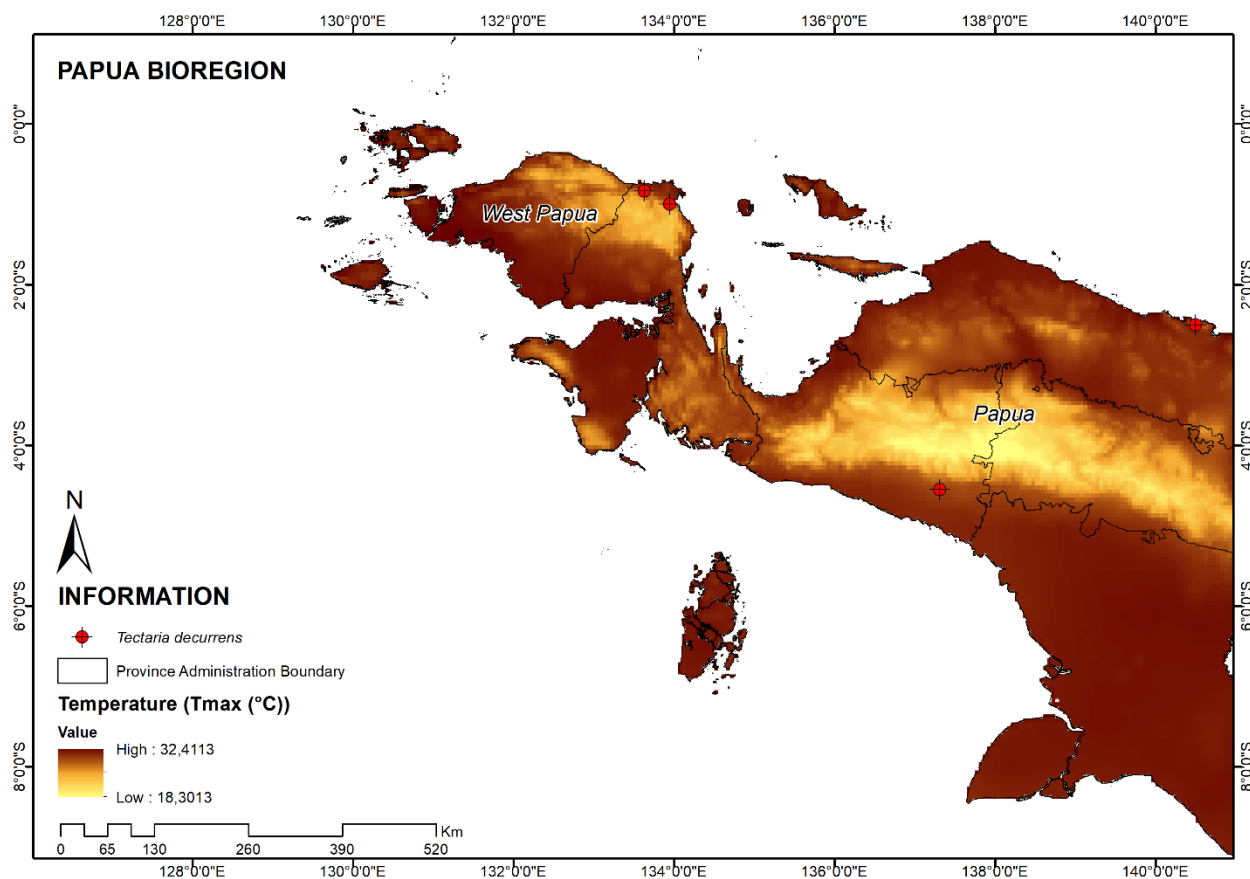 128°0'0"E 130°0'0"E 132°0'0"E 134°0'0"E 136°0'0"E 138°0'0"E 140°0'0"E
PAPUA BIOREGION
0°0'0" 0°0'0"
West Papua
2°0'0"S 2°0'0"S
Papua
4°0'0"S 4°0'0"S
N
INFORMATION
6°0'0"S 6°0'0"S
Tectaria decurrens
Province Administration Boundary
Temperature (Tmax (°C))
Value
High : 32,4113
8°0'0"S 8°0'0"S
Low : 18,3013
Km
0 65 130 260 390 520
128°0'0"E 130°0'0"E 132°0'0"E 134°0'0"E 136°0'0"E 138°0'0"E 140°0'0"E